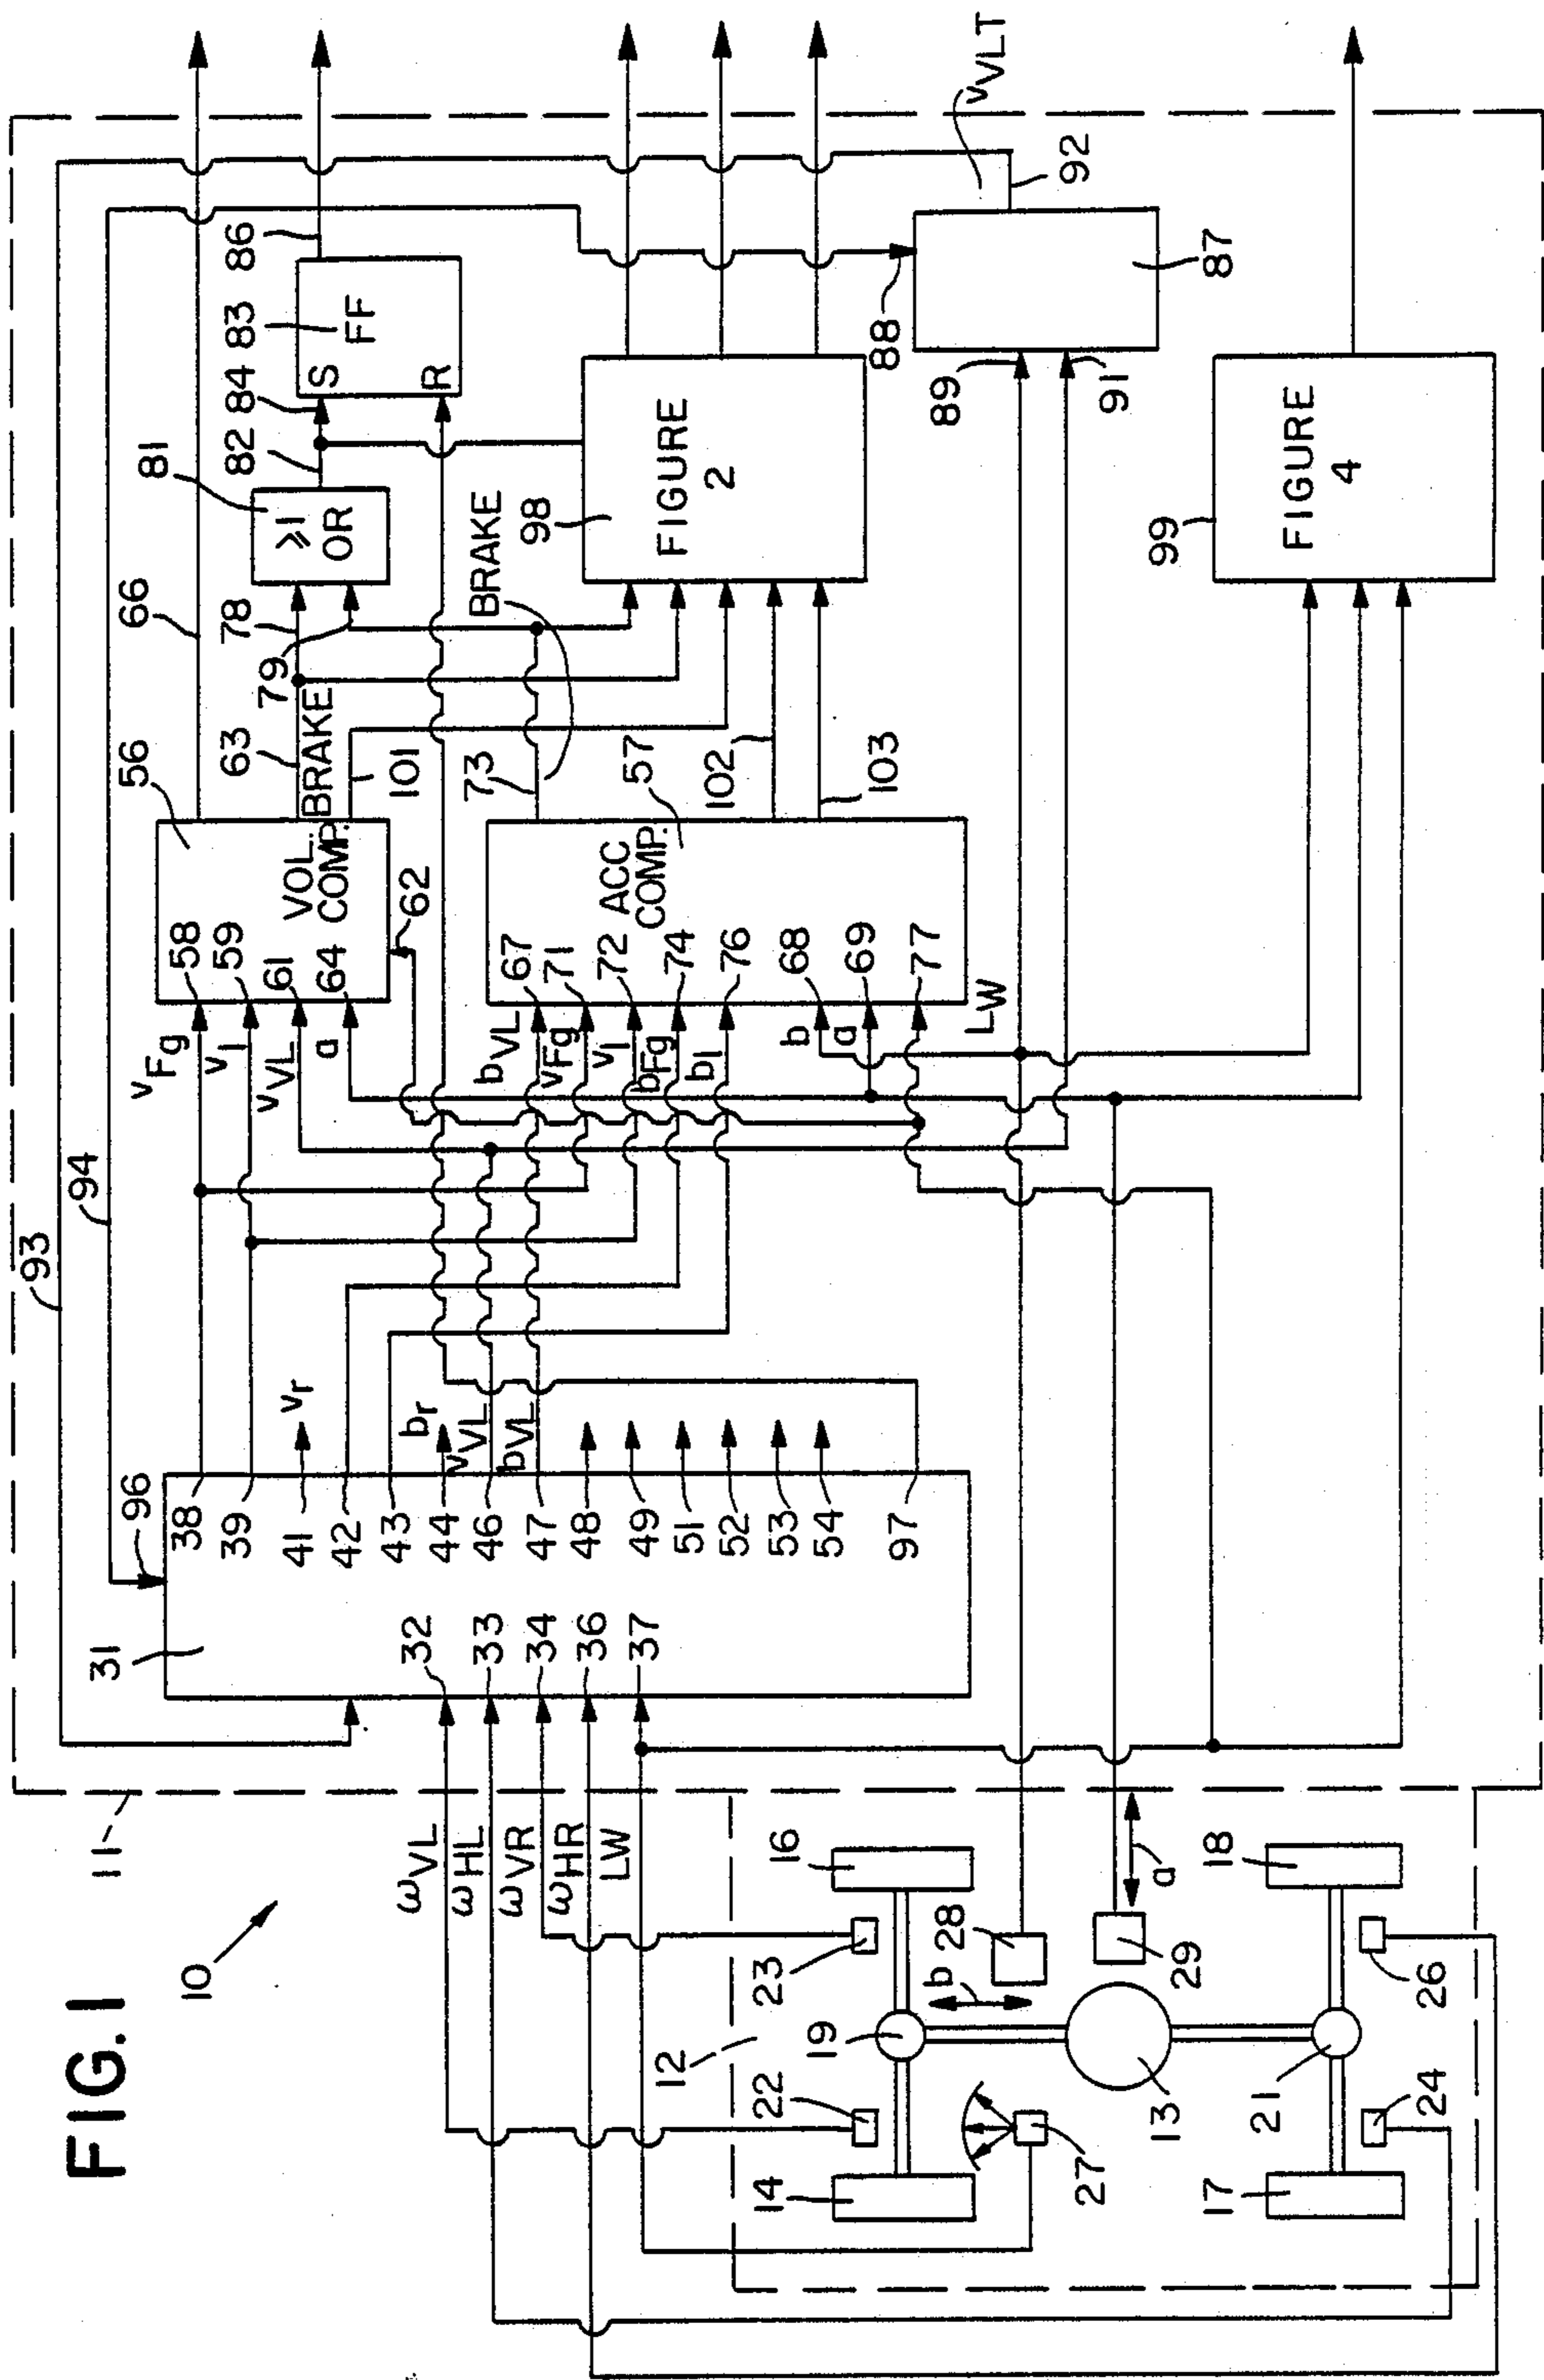 FIG. 1
10
11
12
13
14
16
17
18
19
21
22
23
24
26
27
28
29
b
a
ωVL
ωHL
ωVR
ωHR
LW
31
32
33
34
36
37
96
38
39
41
42
43
44
46
47
48
49
51
52
53
54
97
vr
br
vVL
bVL
93
94
vFg
vI
vVL
a
58
59
61
64
62
56
VOL.
COMP.
bVL
vFg
vI
bFg
bI
b
a
LW
67
71
72
74
76
68
69
77
57
ACC
COMP.
66
63
BRAKE
101
73
BRAKE
102
103
78
79
81
≥1
OR
82
84
S
R
83
FF
86
98
FIGURE
2
88
89
91
87
92
vVLT
99
FIGURE
4